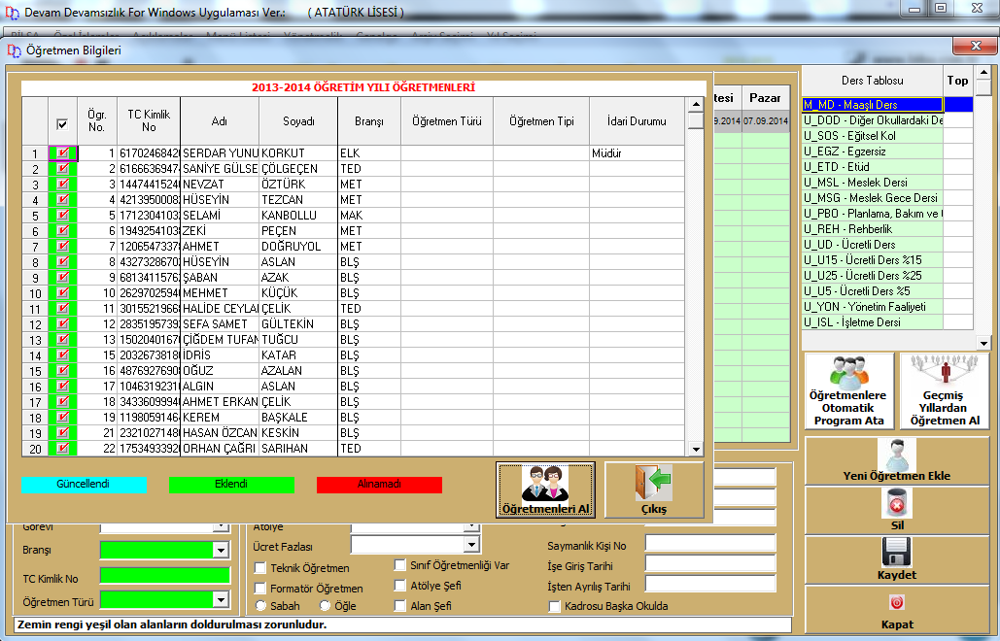 Devam Devamsızlık For Windows Uygulaması Ver.: ( ATATÜRK LİSESİ )
Öğretmen Bilgileri
2013-2014 ÖĞRETİM YILI ÖĞRETMENLERİ
Öğr. No. TC Kimlik No Adı Soyadı Branşı Öğretmen Türü Öğretmen Tipi İdari Durumu
1 1 6170246842 SERDAR YUNU KORKUT ELK Müdür
2 2 6166363947 SANİYE GÜLSE ÇÖLGEÇEN TED
3 3 1447441524 NEVZAT ÖZTÜRK MET
4 4 4213950008 HÜSEYİN TEZCAN MET
5 5 1712304103 SELAMİ KANBOLLU MAK
6 6 1949254103 ZEKİ PEÇEN MET
7 7 1206547337 AHMET DOĞRUYOL MET
8 8 4327328670 HÜSEYİN ASLAN BLŞ
9 9 6813411576 ŞABAN AZAK BLŞ
10 10 2629702594 MEHMET KÜÇÜK BLŞ
11 11 3015521966 HALİDE CEYLA ÇELİK TED
12 12 2835195739 SEFA SAMET GÜLTEKİN BLŞ
13 13 1502040167 ÇİĞDEM TUFAN TUĞCU BLŞ
14 15 2032673818 İDRİS KATAR BLŞ
15 16 4876927690 OĞUZ AZALAN BLŞ
16 17 1046319231 ALGIN ASLAN BLŞ
17 18 3433609994 AHMET ERKAN ÇELİK BLŞ
18 19 1198059146 KEREM BAŞKALE BLŞ
19 21 2321027148 HASAN ÖZCAN KESKİN BLŞ
20 22 1753493392 ORHAN ÇAĞRI SARIHAN TED
Güncellendi Eklendi Alınamadı
Öğretmenleri Al
Çıkış
tesi Pazar
9.2014 07.09.2014
Ders Tablosu Top
M_MD - Maaşlı Ders
U_DOD - Diğer Okullardaki De
U_SOS - Eğitsel Kol
U_EGZ - Egzersiz
U_ETD - Etüd
U_MSL - Meslek Dersi
U_MSG - Meslek Gece Dersi
U_PBO - Planlama, Bakım ve
U_REH - Rehberlik
U_UD - Ücretli Ders
U_U15 - Ücretli Ders %15
U_U25 - Ücretli Ders %25
U_U5 - Ücretli Ders %5
U_YON - Yönetim Faaliyeti
U_ISL - İşletme Dersi
Öğretmenlere
Otomatik
Program Ata
Geçmiş
Yıllardan
Öğretmen Al
Yeni Öğretmen Ekle
Sil
Kaydet
Kapat
Görevi
Branşı
TC Kimlik No
Öğretmen Türü
Atölye
Ücret Fazlası
Teknik Öğretmen
Formatör Öğretmen
Sabah Öğle
Sınıf Öğretmenliği Var
Atölye Şefi
Alan Şefi
Saymanlık Kişi No
İşe Giriş Tarihi
İşten Ayrılış Tarihi
Kadrosu Başka Okulda
Zemin rengi yeşil olan alanların doldurulması zorunludur.